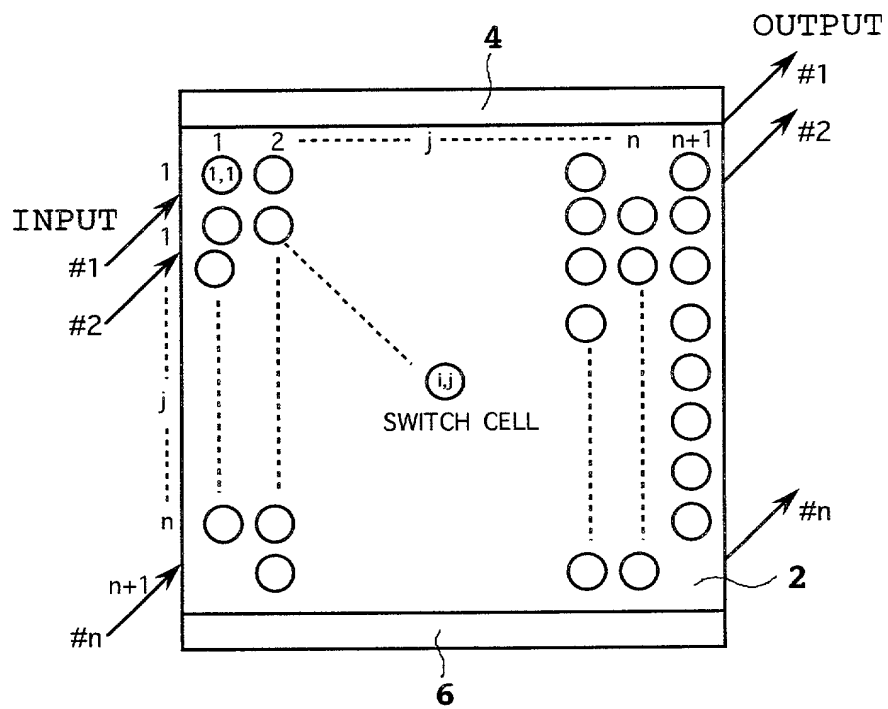 OUTPUT
4
#1
#2
1 2 j n n+1
1 1,1
INPUT
1
#1
#2
i,j
j
SWITCH CELL
n
#n
n+1
2
#n
6